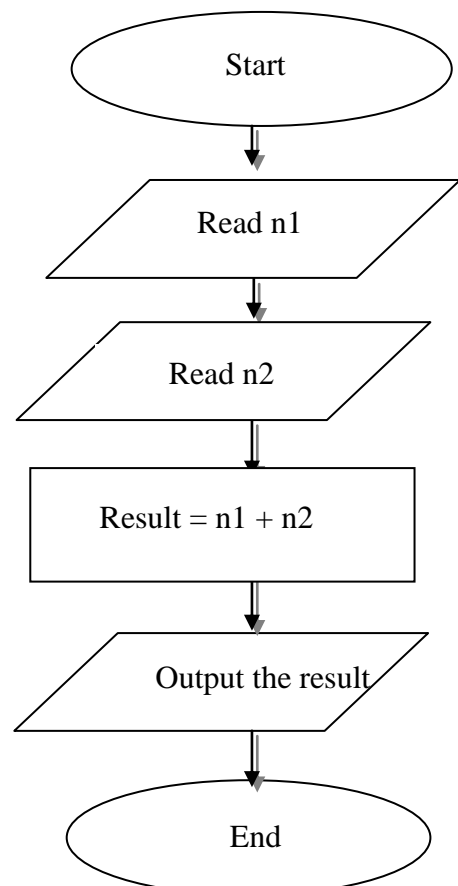 Start
Read n1
Read n2
Result = n1 + n2
Output the result
End